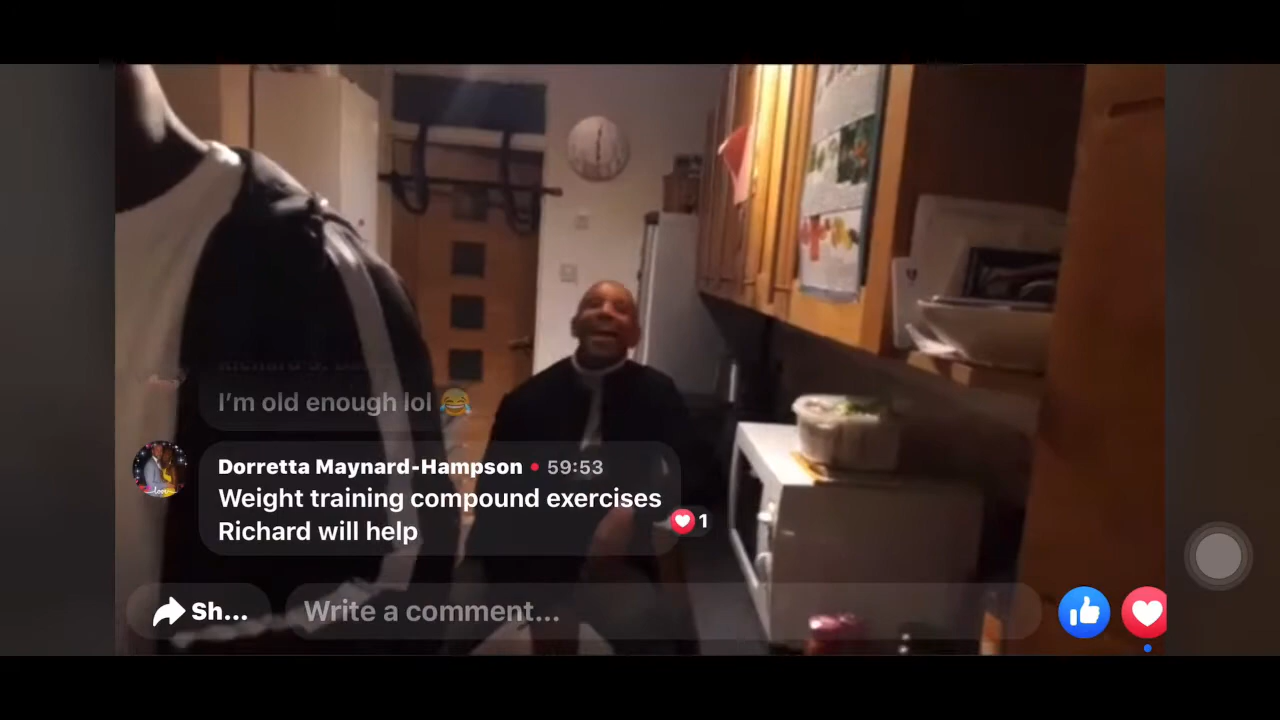 I'm old enough lol 😂
Dorretta Maynard-Hampson • 59:53
Weight training compound exercises
Richard will help
1
Sh...
Write a comment...